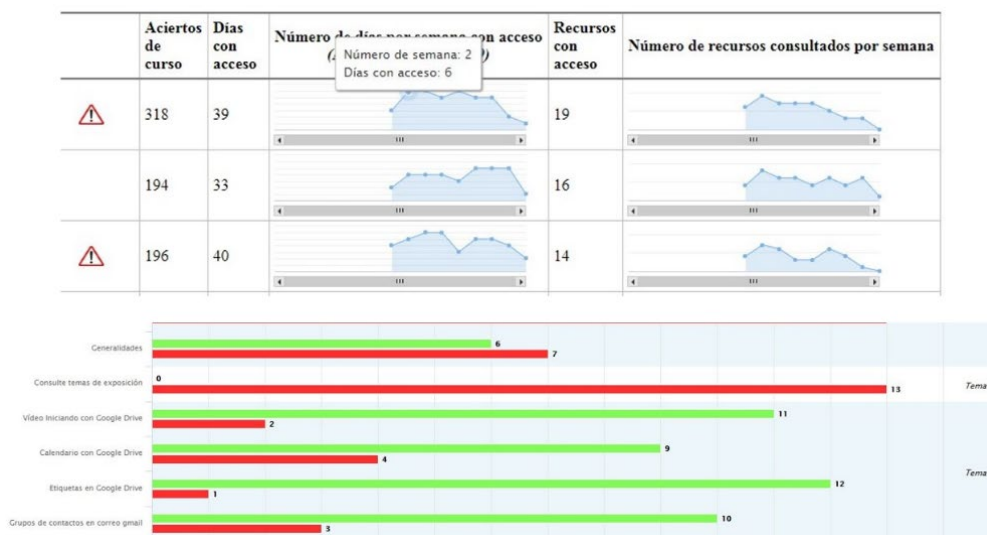 Aciertos de curso
Días con acceso
Número de días por semana con acceso
Recursos con acceso
Número de recursos consultados por semana
Número de semana: 2
Días con acceso: 6
318
39
19
194
33
16
196
40
14
Generalidades
6
7
Consulte temas de exposición
0
13
Tema
Vídeo Iniciando con Google Drive
11
2
Calendario con Google Drive
9
4
Tema
Etiquetas en Google Drive
12
1
Grupos de contactos en correo gmail
10
3